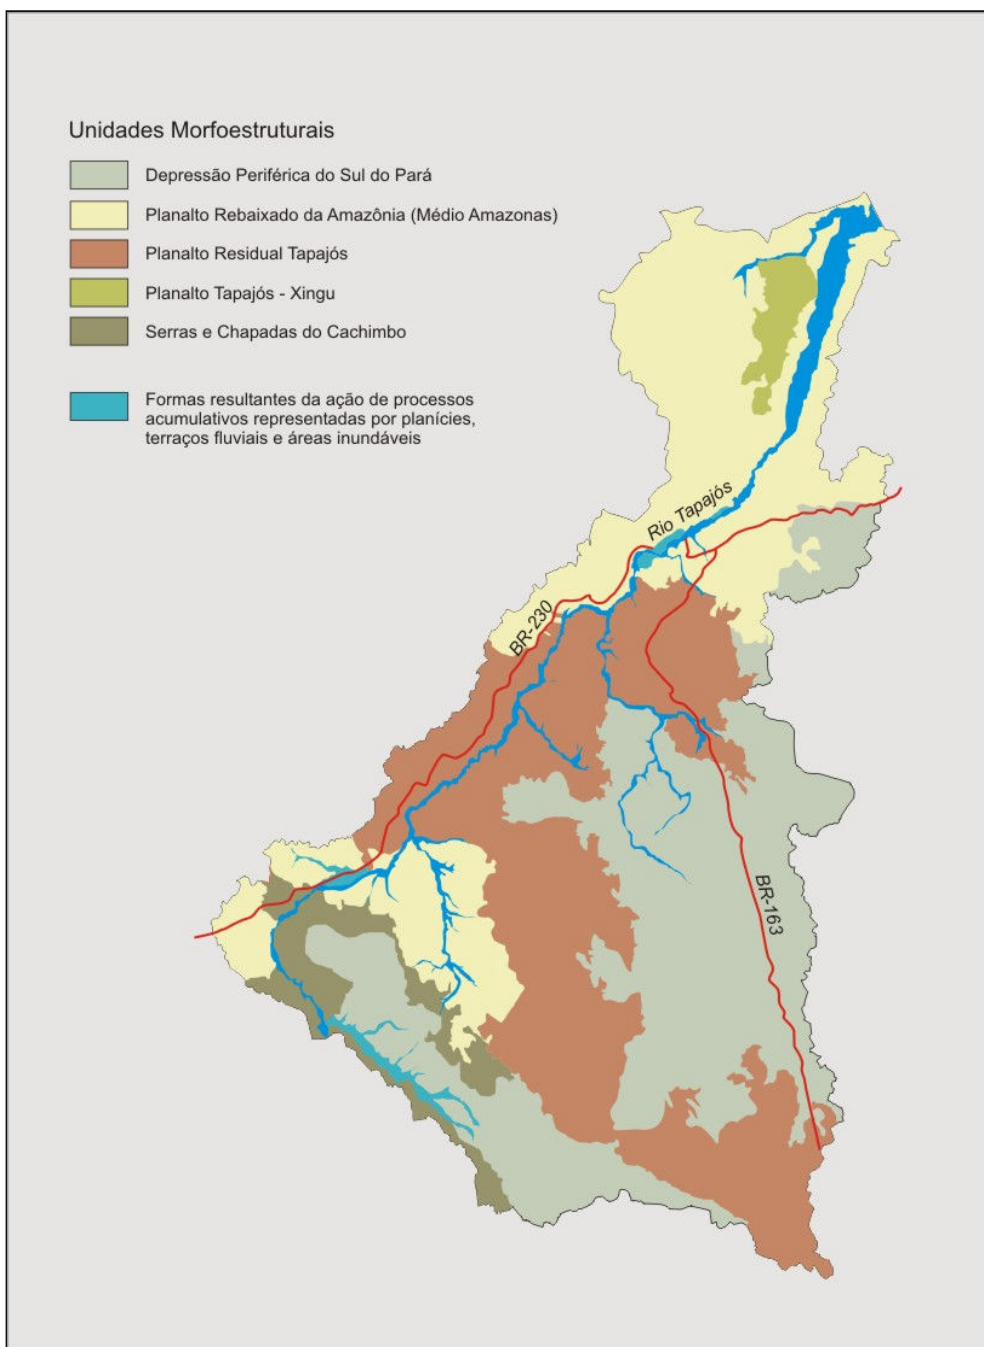 Unidades Morfoestruturais
Depressão Periférica do Sul do Pará
Planalto Rebaixado da Amazônia (Médio Amazonas)
Planalto Residual Tapajós
Planalto Tapajós - Xingu
Serras e Chapadas do Cachimbo
Formas resultantes da ação de processos
acumulativos representadas por planícies,
terraços fluviais e áreas inundáveis
Rio Tapajós
BR-230
BR-163